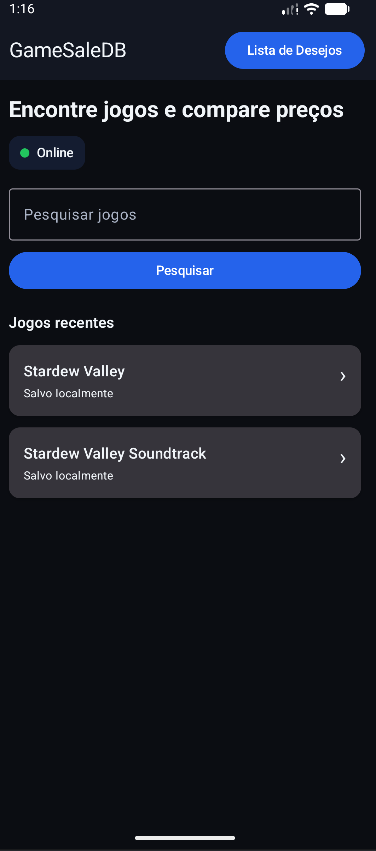 1:16
GameSaleDB
Lista de Desejos
Encontre jogos e compare preços
Online
Pesquisar jogos
Pesquisar
Jogos recentes
Stardew Valley
Salvo localmente
Stardew Valley Soundtrack
Salvo localmente